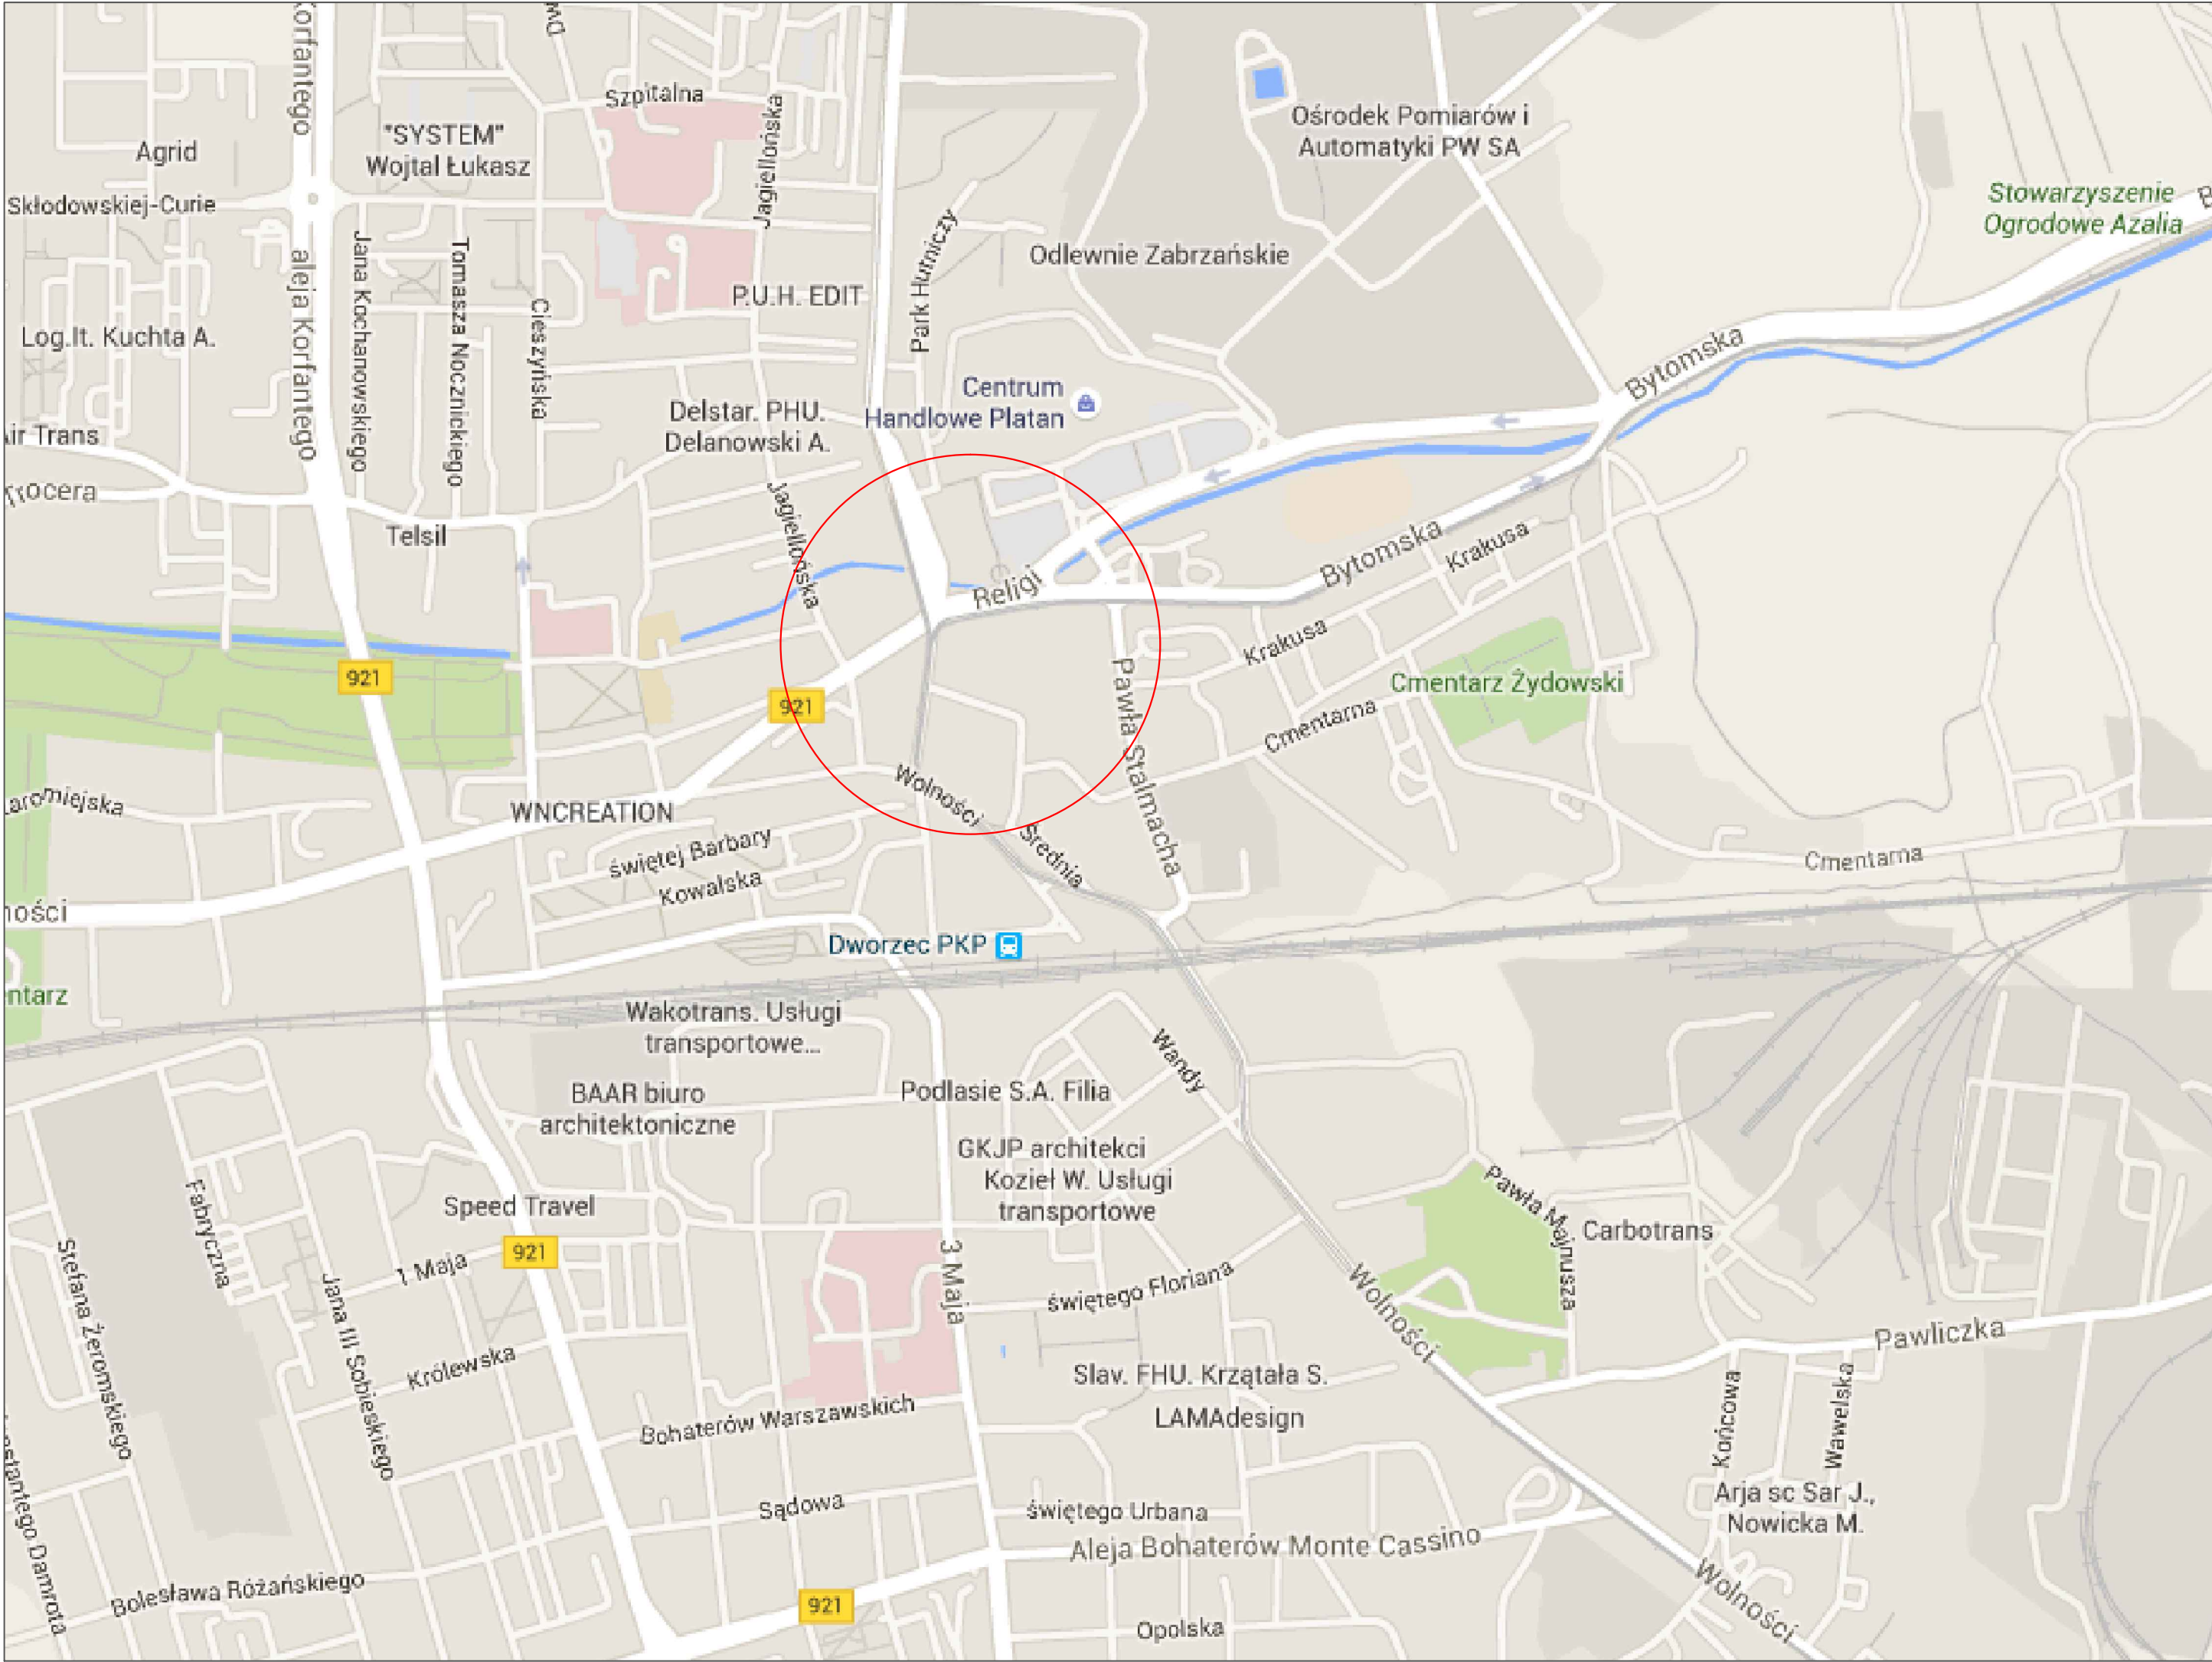 Korfantego
Szpitalna
Jagiellońska
Ośrodek Pomiarów i
Automatyki PW SA
"SYSTEM"
Wojtal Łukasz
Agrid
Skłodowskiej-Curie
Stowarzyszenie
Ogrodowe Azalia
aleja Korfantego
Jana Kochanowskiego
Tomasza Nocznickiego
Cieszyńska
Park Hutniczy
Odlewnie Zabrzańskie
P.U.H. EDIT
Log.It. Kuchta A.
Bytomska
Centrum
Handlowe Platan
Delstar. PHU.
Delanowski A.
Air Trans
Jagiellońska
Telsil
Bytomska
Krakusa
Religi
Krakusa
921
921
Pawła Stalmacha
Cmentarz Żydowski
Cmentarna
Wolności
WNCREATION
świętej Barbary
Średnia
Kowalska
Cmentarna
ności
Dworzec PKP
entarz
Wakotrans. Usługi
transportowe...
Wandy
BAAR biuro
architektoniczne
Podlasie S.A. Filia
GKJP architekci
Kozieł W. Usługi
transportowe
Pawła Majnusza
Fabryczna
Speed Travel
Carbotrans
921
1 Maja
3 Maja
Stefana Żeromskiego
Jana III Sobieskiego
świętego Floriana
Wolności
Pawliczka
Królewska
Slav. FHU. Krzątała S.
LAMAdesign
Bohaterów Warszawskich
Końcowa
Wawelska
Sądowa
świętego Urbana
Arja sc Sar J.,
Nowicka M.
Aleja Bohaterów Monte Cassino
Bolesława Różańskiego
921
Opolska
Wolności